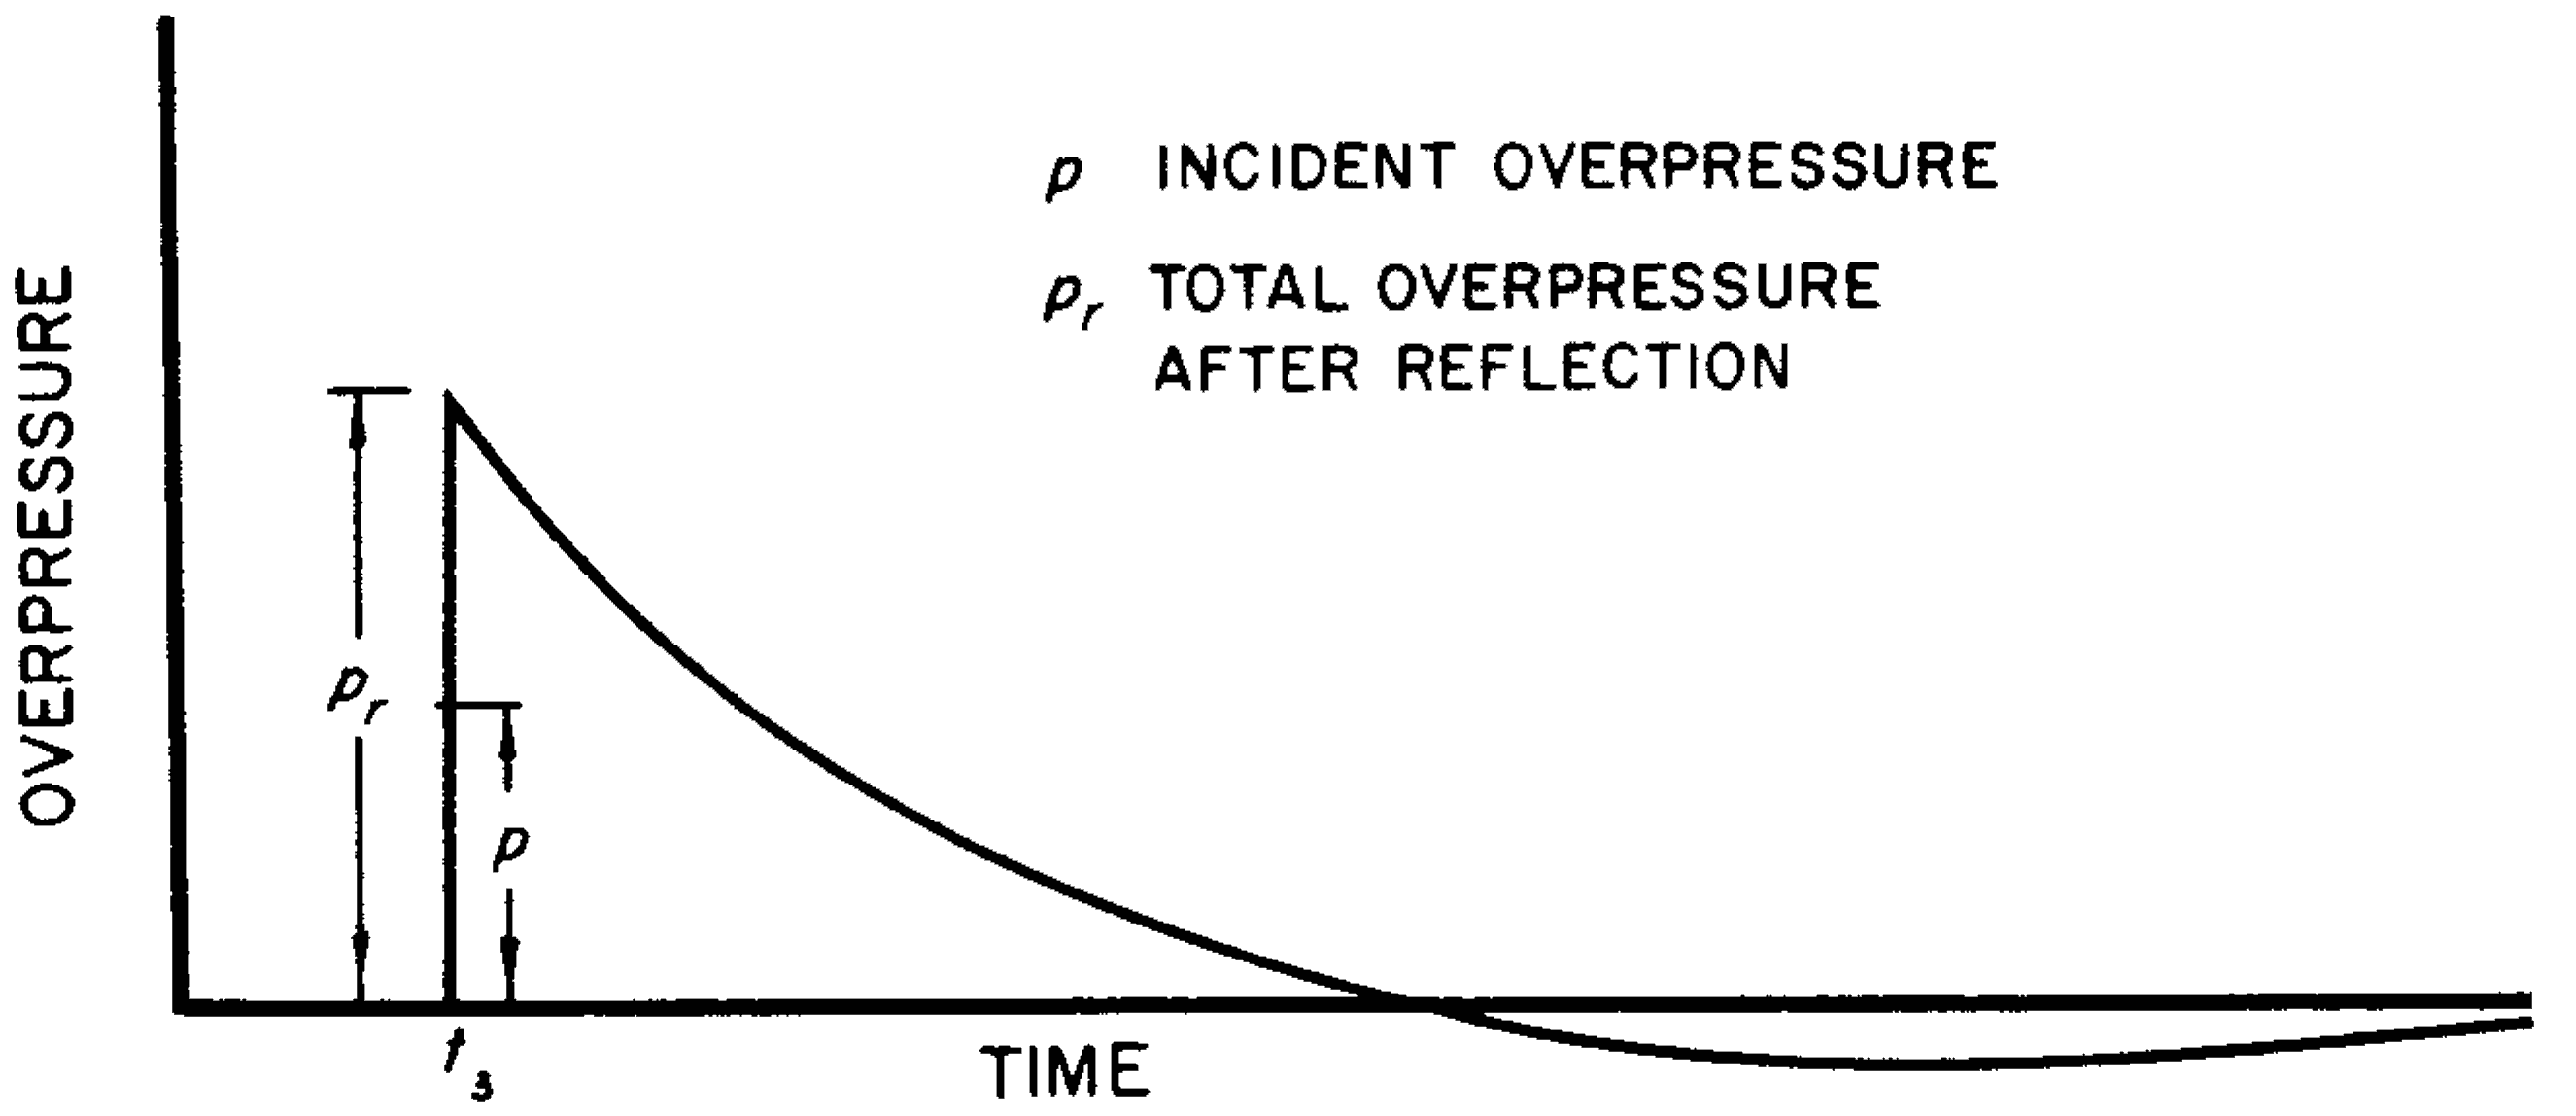 p INCIDENT OVERPRESSURE
pr TOTAL OVERPRESSURE
AFTER REFLECTION
OVERPRESSURE
pr
p
t3
TIME